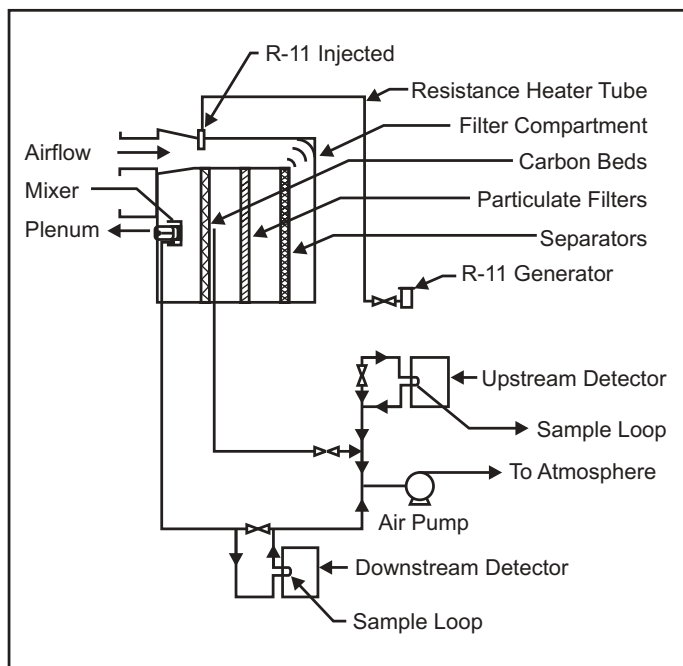 R-11 Injected
Resistance Heater Tube
Filter Compartment
Airflow
Carbon Beds
Mixer
Particulate Filters
Plenum
Separators
R-11 Generator
Upstream Detector
Sample Loop
To Atmosphere
Air Pump
Downstream Detector
Sample Loop